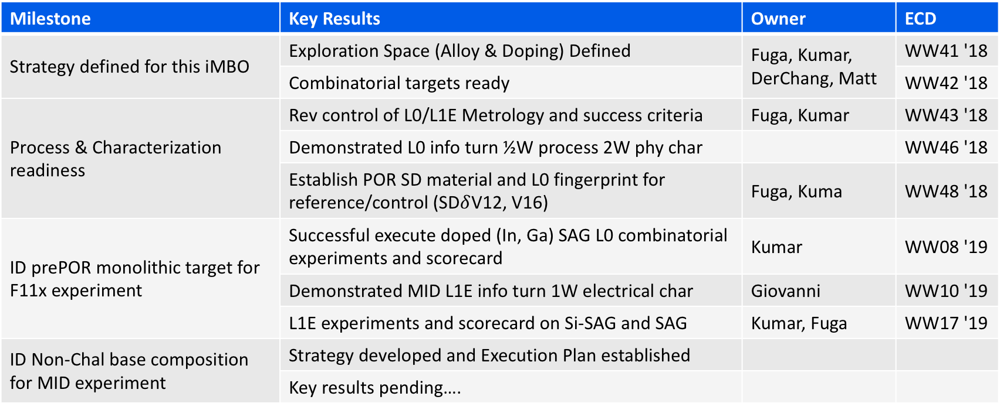 Milestone
Key Results
Owner
ECD
Strategy defined for this iMBO
Exploration Space (Alloy & Doping) Defined
Fuga, Kumar,
DerChang, Matt
WW41 '18
Combinatorial targets ready
WW42 '18
Process & Characterization
readiness
Rev control of L0/L1E Metrology and success criteria
Fuga, Kumar
WW43 '18
Demonstrated L0 info turn ½W process 2W phy char
WW46 '18
Establish POR SD material and L0 fingerprint for
reference/control (SDδV12, V16)
Fuga, Kuma
WW48 '18
ID prePOR monolithic target for
F11x experiment
Successful execute doped (In, Ga) SAG L0 combinatorial
experiments and scorecard
Kumar
WW08 '19
Demonstrated MID L1E info turn 1W electrical char
Giovanni
WW10 '19
L1E experiments and scorecard on Si-SAG and SAG
Kumar, Fuga
WW17 '19
ID Non-Chal base composition
for MID experiment
Strategy developed and Execution Plan established
Key results pending....